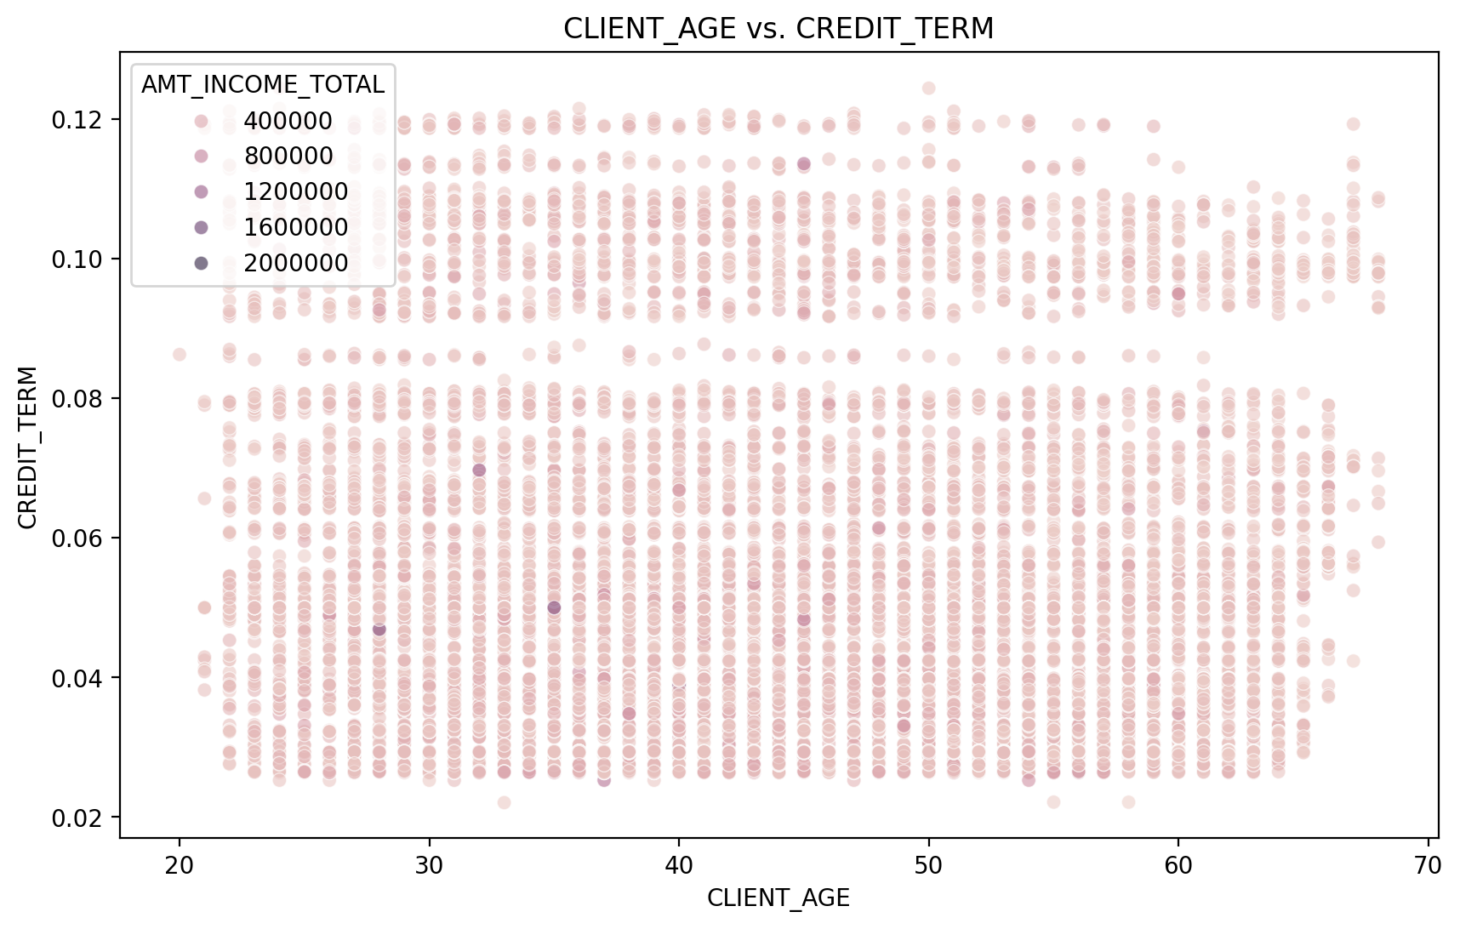 CLIENT_AGE vs. CREDIT_TERM
AMT_INCOME_TOTAL
400000
800000
1200000
1600000
2000000
0.12
0.10
0.08
0.06
0.04
0.02
CREDIT_TERM
20 30 40 50 60 70
CLIENT_AGE